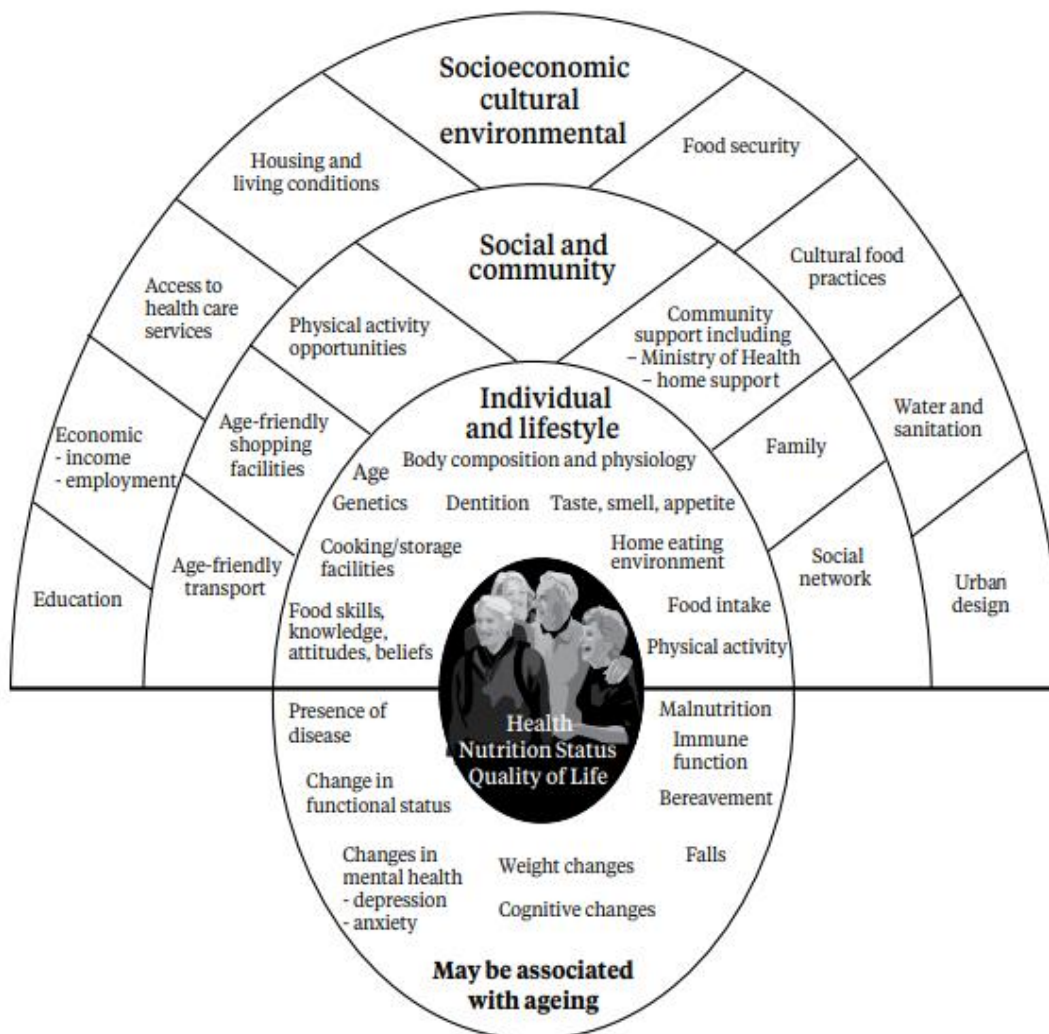 Socioeconomic
cultural
environmental
Housing and
living conditions
Food security
Access to
health care
services
Cultural food
practices
Economic
- income
- employment
Water and
sanitation
Education
Urban
design
Social and
community
Physical activity
opportunities
Community
support including
– Ministry of Health
– home support
Age-friendly
shopping
facilities
Family
Age-friendly
transport
Social
network
Individual
and lifestyle
Age
Body composition and physiology
Genetics
Dentition
Taste, smell, appetite
Cooking/storage
facilities
Home eating
environment
Food skills,
knowledge,
attitudes, beliefs
Food intake
Physical activity
Health
Nutrition Status
Quality of Life
Presence of
disease
Malnutrition
Immune
function
Change in
functional status
Bereavement
Changes in
mental health
- depression
- anxiety
Weight changes
Falls
Cognitive changes
May be associated
with ageing